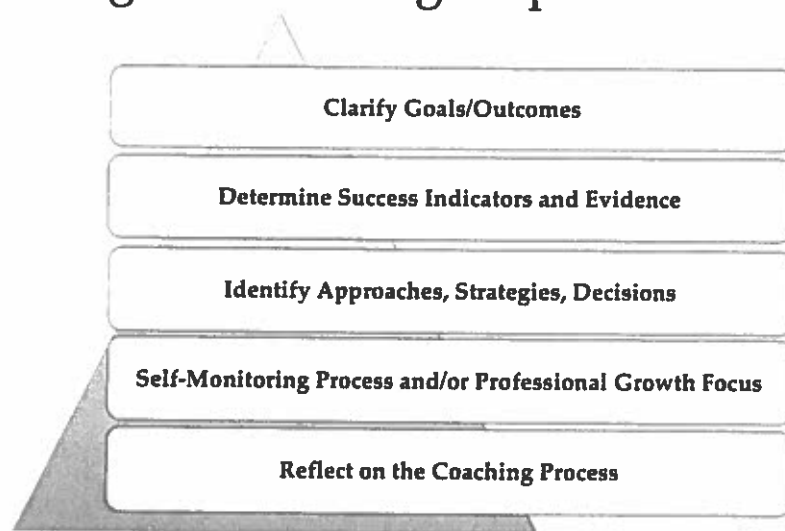 Clarify Goals/Outcomes
Determine Success Indicators and Evidence
Identify Approaches, Strategies, Decisions
Self-Monitoring Process and/or Professional Growth Focus
Reflect on the Coaching Process